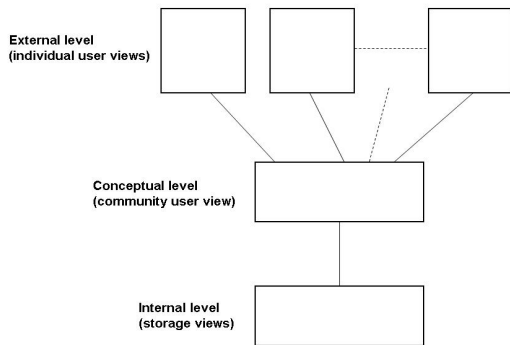 External level
(individual user views)
Conceptual level
(community user view)
Internal level
(storage views)